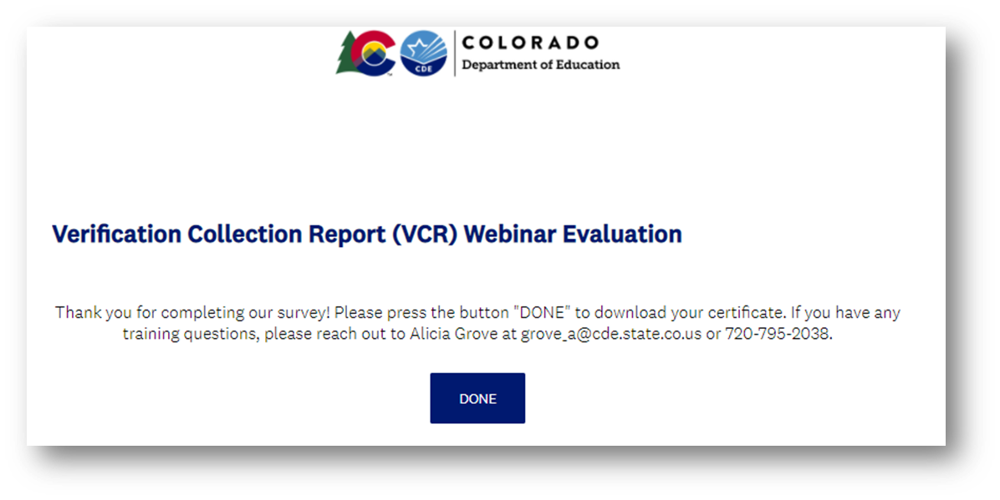 CDE
COLORADO
Department of Education
Verification Collection Report (VCR) Webinar Evaluation
Thank you for completing our survey! Please press the button "DONE" to download your certificate. If you have any
training questions, please reach out to Alicia Grove at grove_a@cde.state.co.us or 720-795-2038.
DONE